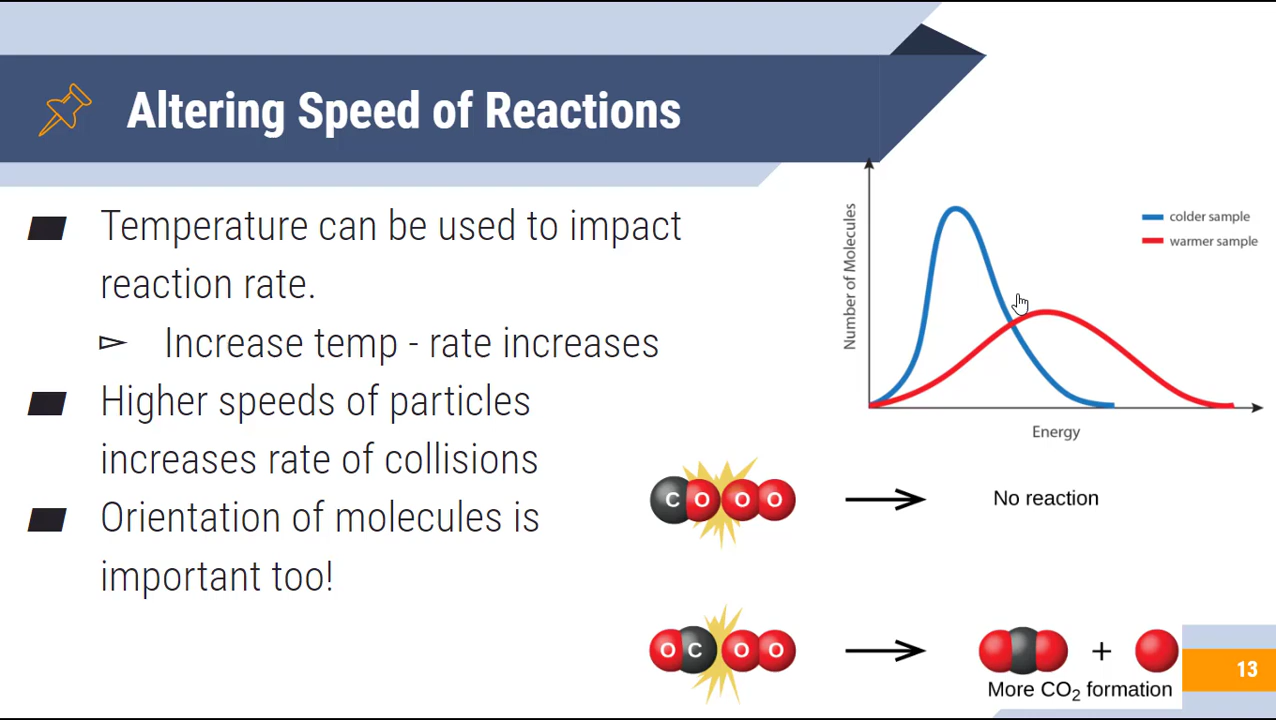 Altering Speed of Reactions
Temperature can be used to impact
reaction rate.
Increase temp - rate increases
Higher speeds of particles
increases rate of collisions
Orientation of molecules is
important too!
Number of Molecules
colder sample
warmer sample
Energy
C O O O
No reaction
O C O O
+
More CO₂ formation
13